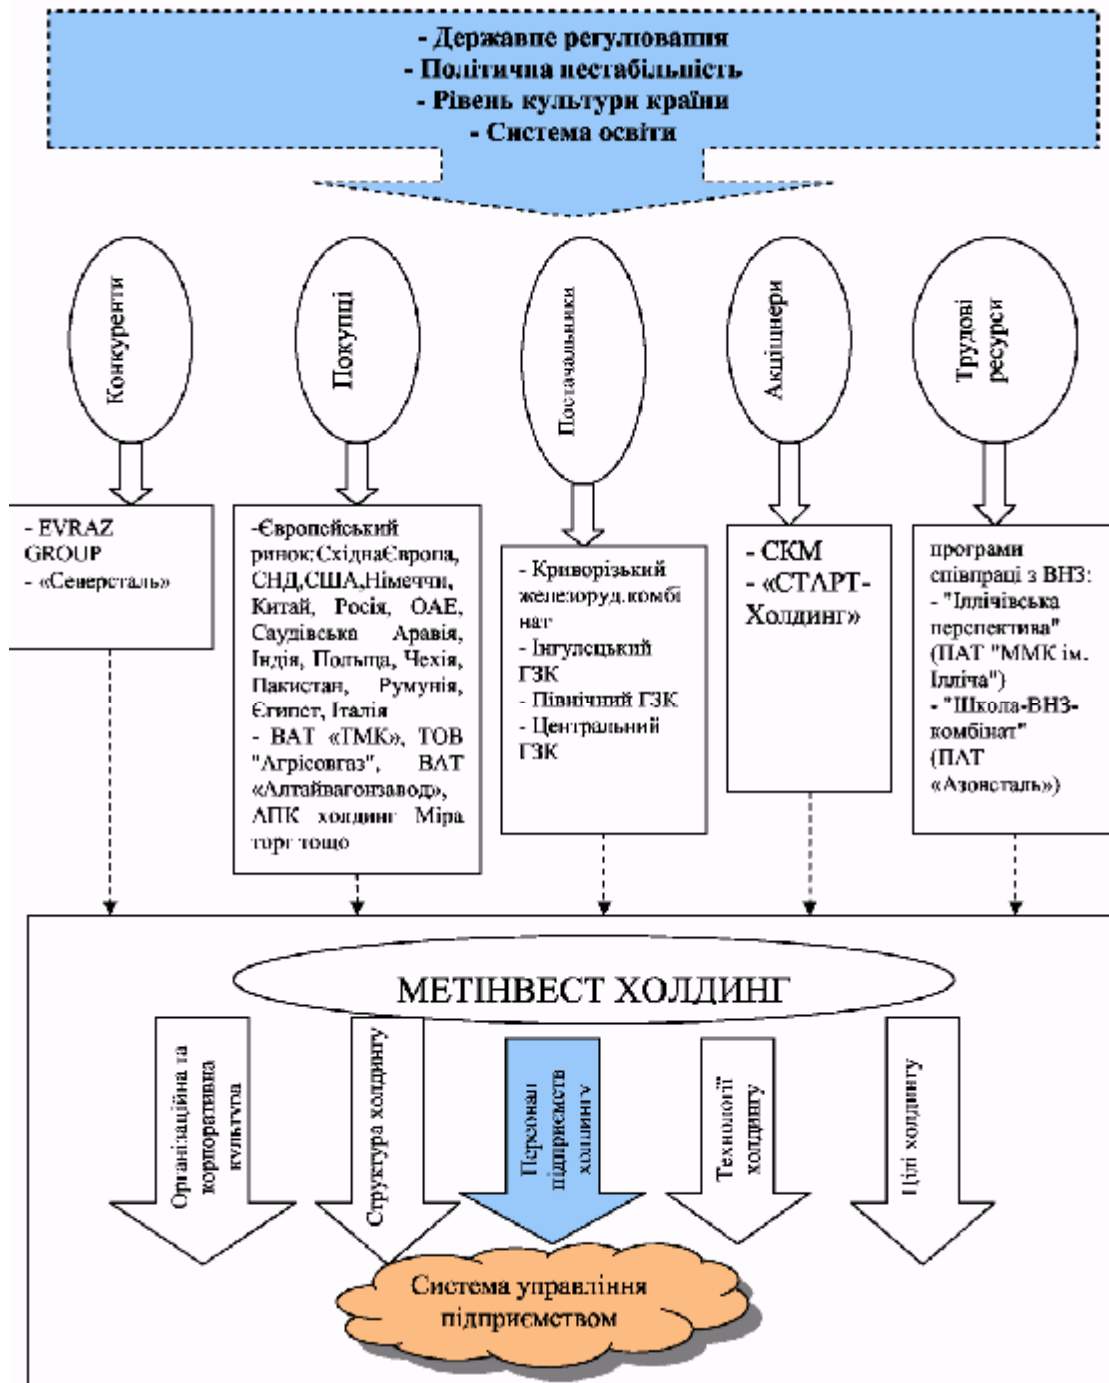 - Державне регулювання
- Політична нестабільність
- Рівень культури країни
- Система освіти
Конкуренти
Покупці
Постачальники
Акціцнери
Трудові
ресурси
- EVRAZ
GROUP
- «Северсталь»
-Європейський
ринок:СхіднаЄвропа,
СНД,США,Німеччи,
Китай, Росія, ОАЕ,
Саудівська Аравія,
Індія, Польща, Чехія,
Пакистан, Румунія,
Єгипет, Італія
- ВАТ «ТМК», ТОВ
"Агрісовгаз", ВАТ
«Алтайвагонзавод»,
АПК холдинг Міра
торг тощо
- Криворізький
железоруд.комбі
нат
- Інгулецький
ГЗК
- Північний ГЗК
- Центральний
ГЗК
- СКМ
- «СТАРТ-
Холдинг»
програми
співпраці з ВНЗ:
- "Іллічівська
перспектива"
(ПАТ "ММК ім.
Ілліча")
- "Школа-ВНЗ-
комбінат"
(ПАТ
«Азовсталь»)
МЕТІНВЕСТ ХОЛДИНГ
Організаційна та
корпоративна
культура
Структура холдингу
Персонал
підприємств
холдингу
Технології
холдингу
Цілі холдингу
Система управління
підприємством